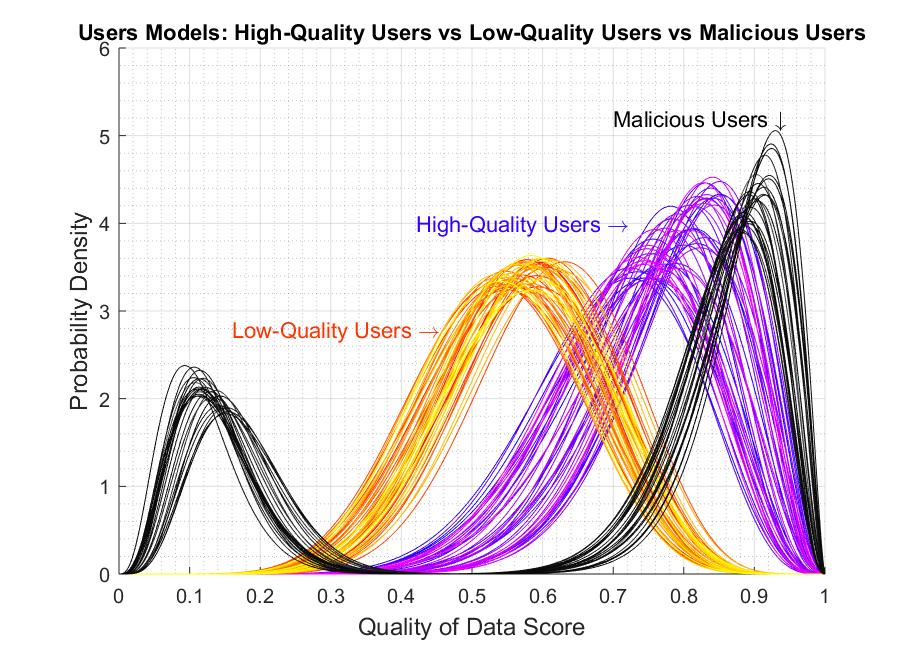 Users Models: High-Quality Users vs Low-Quality Users vs Malicious Users
6
5
4
3
2
1
0
Probability Density
Malicious Users ↓
High-Quality Users →
Low-Quality Users →
0 0.1 0.2 0.3 0.4 0.5 0.6 0.7 0.8 0.9 1
Quality of Data Score